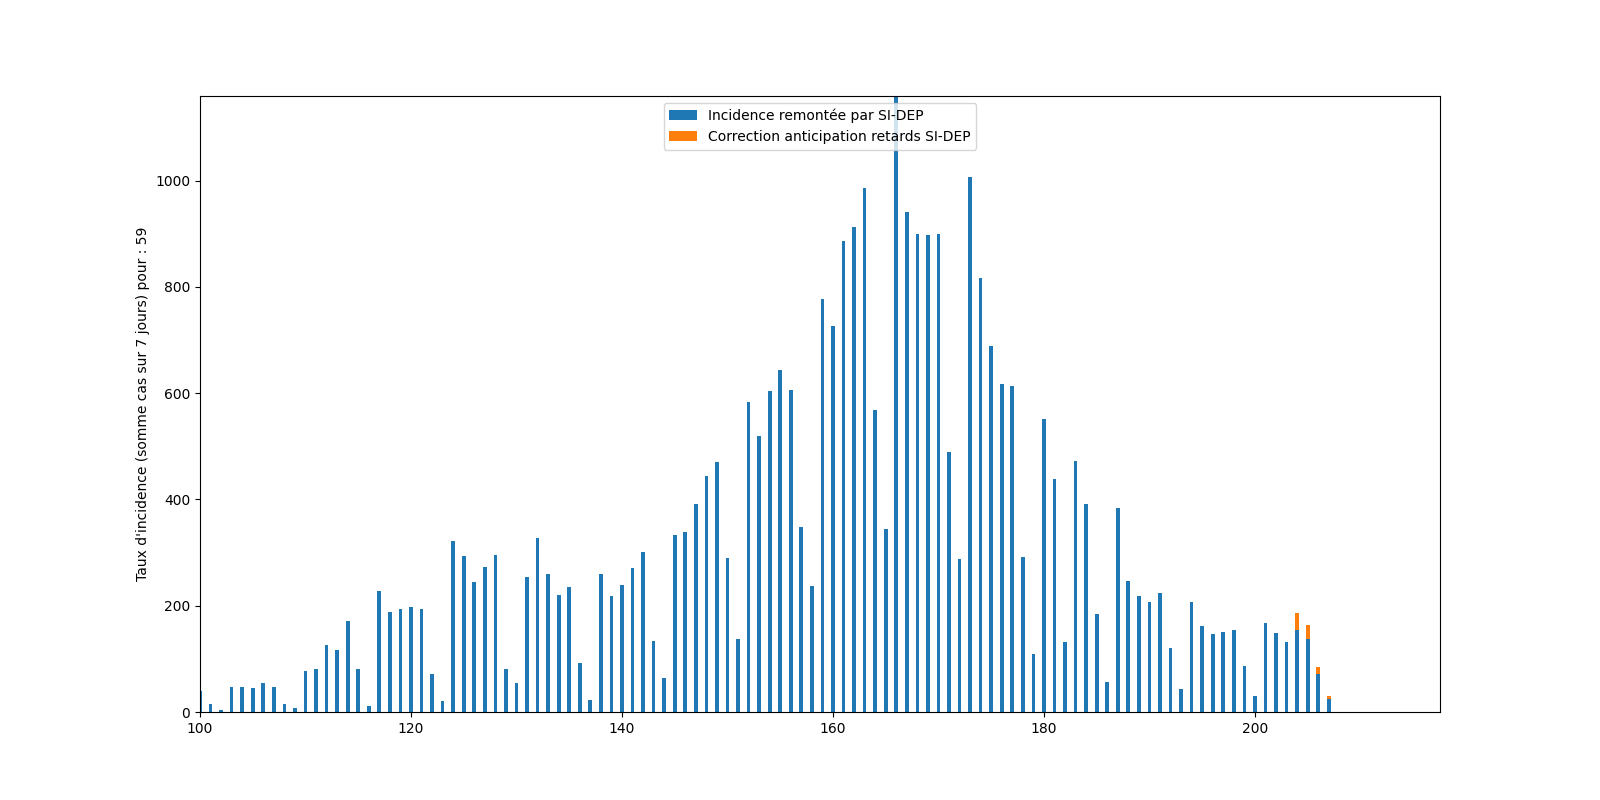 Incidence remontée par SI-DEP
Correction anticipation retards SI-DEP
Taux d'incidence (somme cas sur 7 jours) pour : 59
1000
800
600
400
200
0
100 120 140 160 180 200